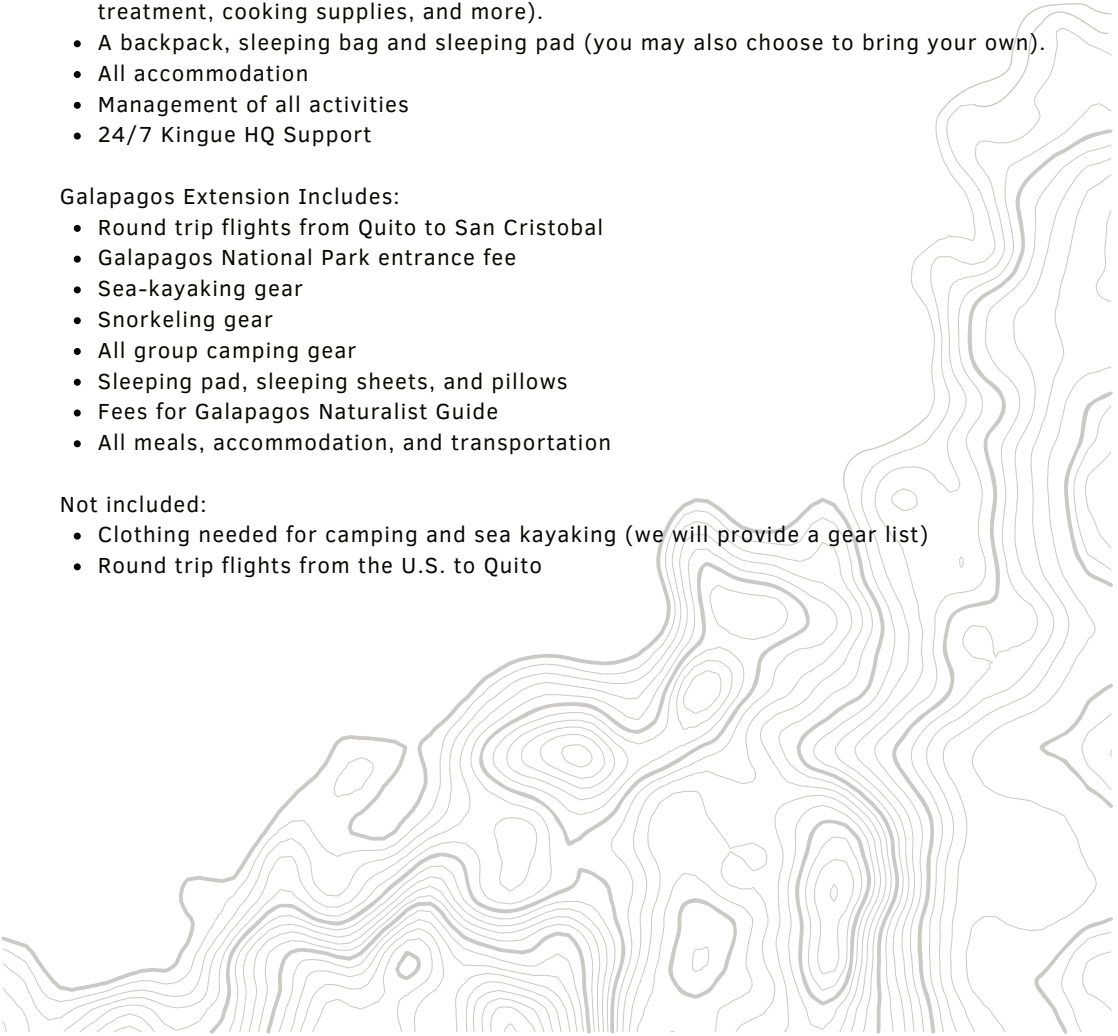 treatment, cooking supplies, and more).
• A backpack, sleeping bag and sleeping pad (you may also choose to bring your own).
• All accommodation
• Management of all activities
• 24/7 Kingue HQ Support
Galapagos Extension Includes:
• Round trip flights from Quito to San Cristobal
• Galapagos National Park entrance fee
• Sea-kayaking gear
• Snorkeling gear
• All group camping gear
• Sleeping pad, sleeping sheets, and pillows
• Fees for Galapagos Naturalist Guide
• All meals, accommodation, and transportation
Not included:
• Clothing needed for camping and sea kayaking (we will provide a gear list)
• Round trip flights from the U.S. to Quito